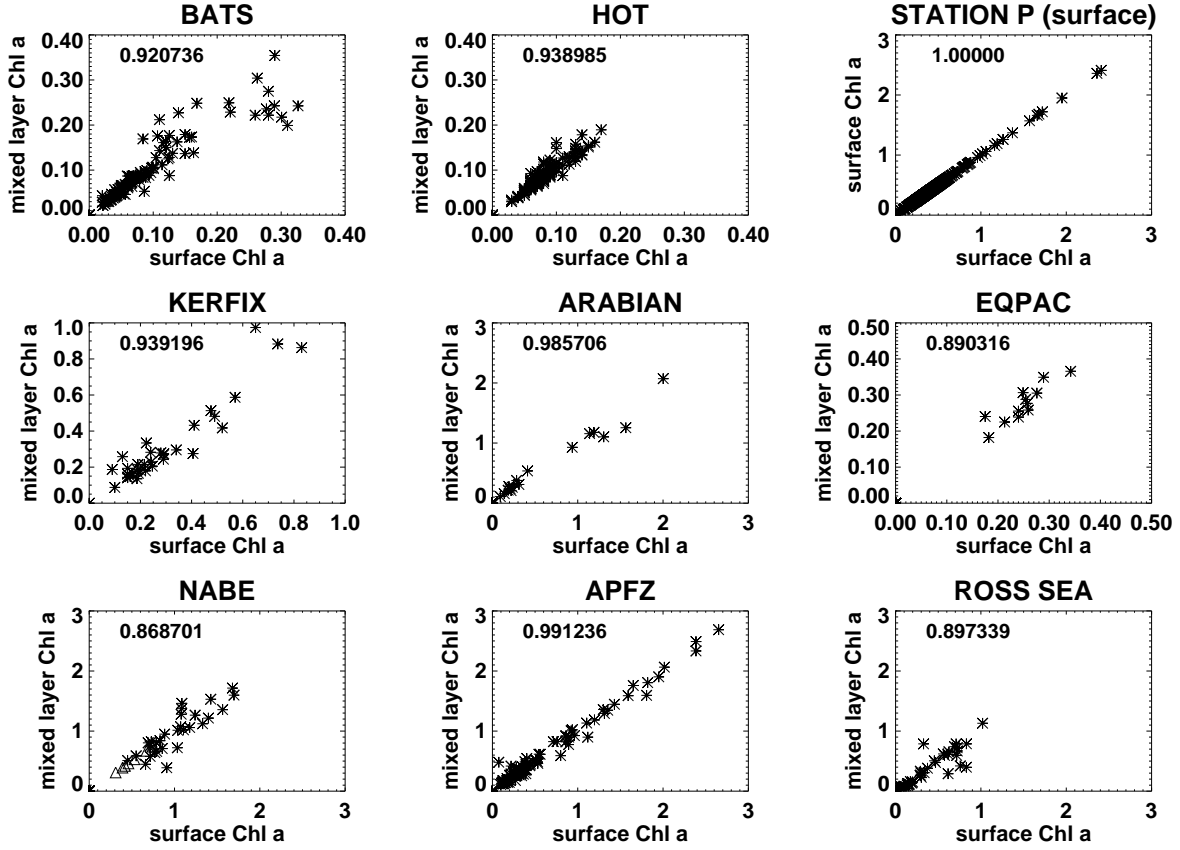 BATS
0.920736
mixed layer Chl a
0.40
0.30
0.20
0.10
0.00
0.00 0.10 0.20 0.30 0.40
surface Chl a
HOT
0.938985
mixed layer Chl a
0.40
0.30
0.20
0.10
0.00
0.00 0.10 0.20 0.30 0.40
surface Chl a
STATION P (surface)
1.00000
surface Chl a
3
2
1
0
0 1 2 3
surface Chl a
KERFIX
0.939196
mixed layer Chl a
1.0
0.8
0.6
0.4
0.2
0.0
0.0 0.2 0.4 0.6 0.8 1.0
surface Chl a
ARABIAN
0.985706
mixed layer Chl a
3
2
1
0
0 1 2 3
surface Chl a
EQPAC
0.890316
mixed layer Chl a
0.50
0.40
0.30
0.20
0.10
0.00
0.00 0.10 0.20 0.30 0.40 0.50
surface Chl a
NABE
0.868701
mixed layer Chl a
3
2
1
0
0 1 2 3
surface Chl a
APFZ
0.991236
mixed layer Chl a
3
2
1
0
0 1 2 3
surface Chl a
ROSS SEA
0.897339
mixed layer Chl a
3
2
1
0
0 1 2 3
surface Chl a